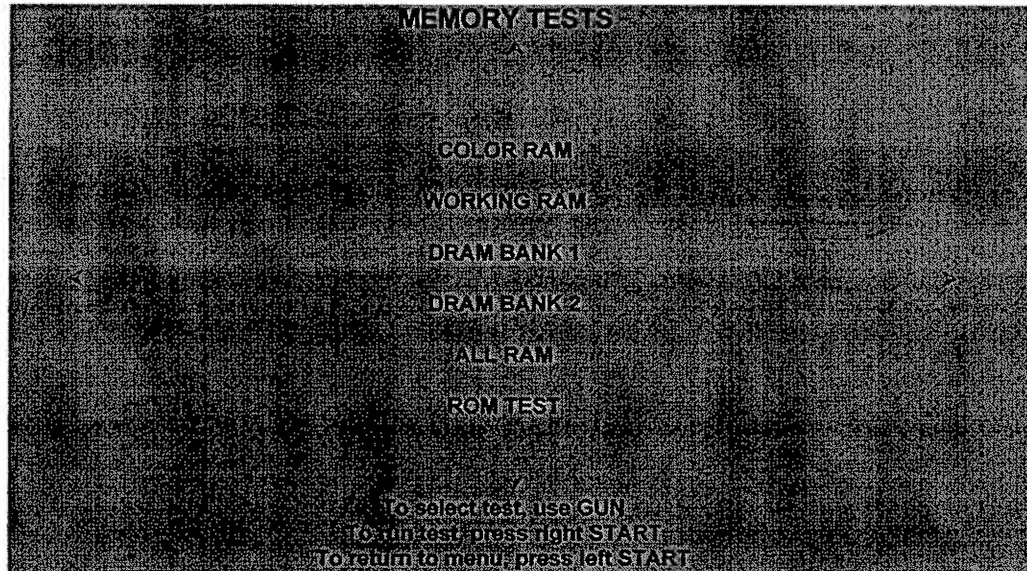 MEMORY TESTS
COLOR RAM
WORKING RAM
DRAM BANK 1
DRAM BANK 2
ALL RAM
ROM TEST
To select test, use GUN
To run test, press right START
To return to menu, press left START